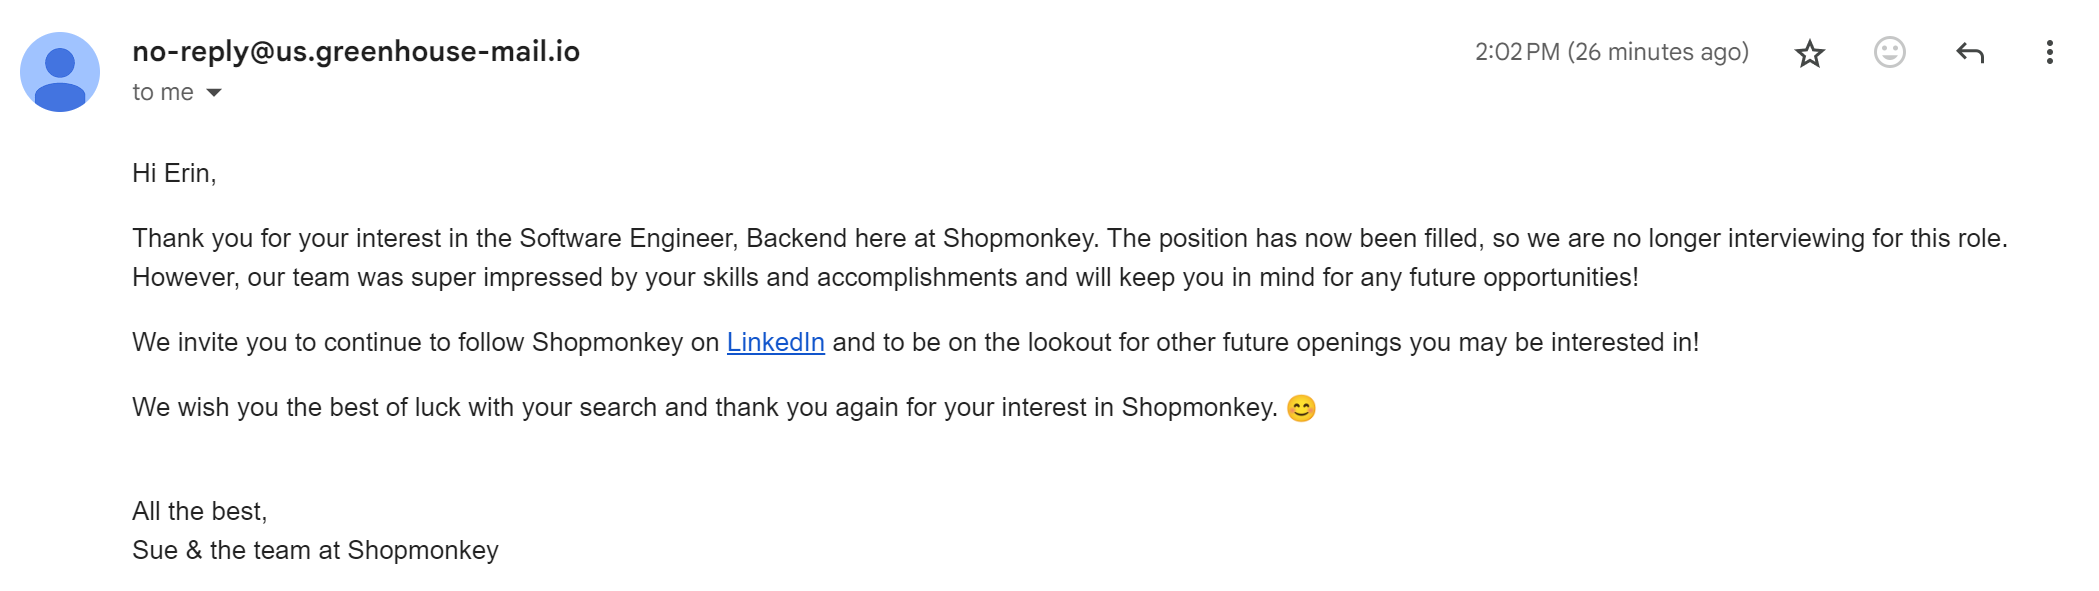 no-reply@us.greenhouse-mail.io
2:02 PM (26 minutes ago)
to me
Hi Erin,
Thank you for your interest in the Software Engineer, Backend here at Shopmonkey. The position has now been filled, so we are no longer interviewing for this role.
However, our team was super impressed by your skills and accomplishments and will keep you in mind for any future opportunities!
We invite you to continue to follow Shopmonkey on LinkedIn and to be on the lookout for other future openings you may be interested in!
We wish you the best of luck with your search and thank you again for your interest in Shopmonkey. 😊
All the best,
Sue & the team at Shopmonkey